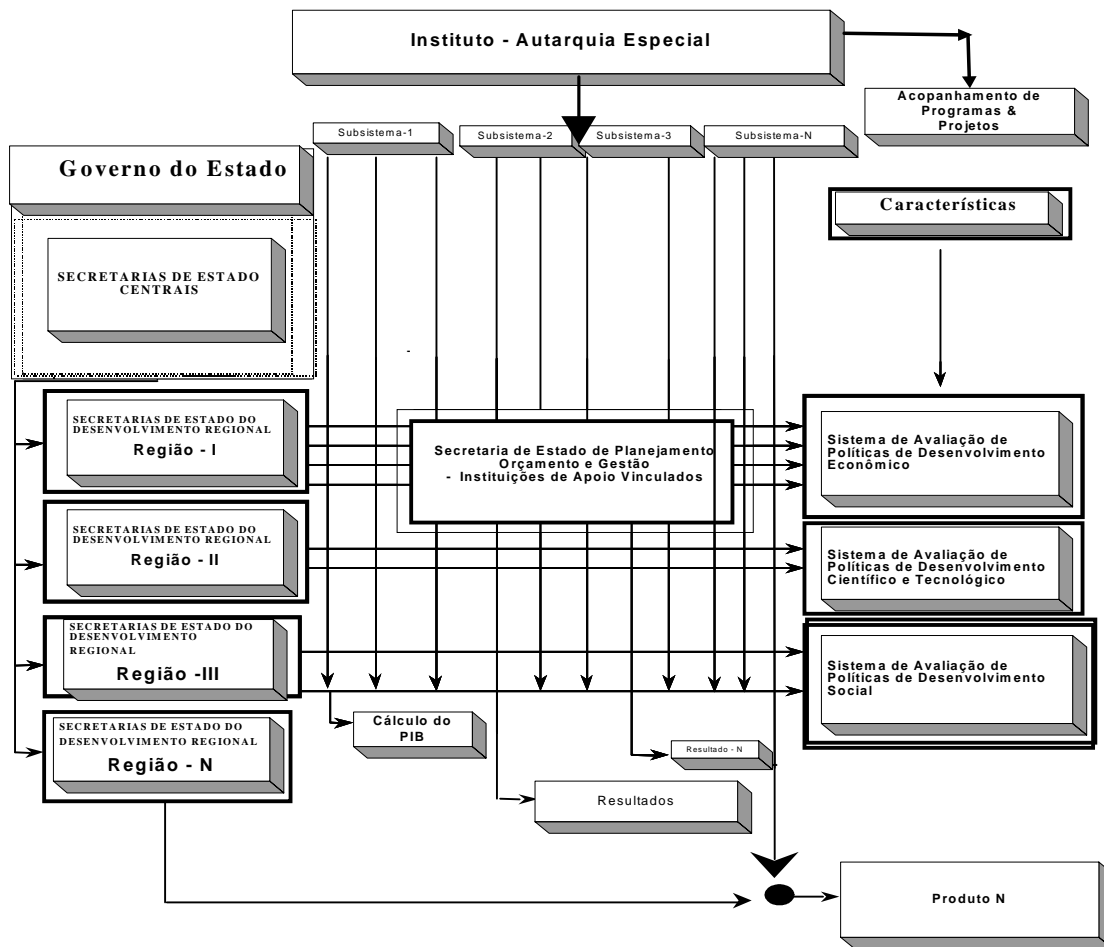 Instituto - Autarquia Especial
Acopanhamento de
Programas &
Projetos
Subsistema-1
Subsistema-2
Subsistema-3
Subsistema-N
Governo do Estado
Características
SECRETARIAS DE ESTADO
CENTRAIS
SECRETARIAS DE ESTADO DO
DESENVOLVIMENTO REGIONAL
Região - I
Secretaria de Estado de Planejamento
Orçamento e Gestão
- Instituições de Apoio Vinculados
Sistema de Avaliação de
Políticas de Desenvolvimento
Econômico
SECRETARIAS DE ESTADO DO
DESENVOLVIMENTO REGIONAL
Região - II
Sistema de Avaliação de
Políticas de Desenvolvimento
Científico e Tecnológico
SECRETARIAS DE ESTADO DO
DESENVOLVIMENTO
REGIONAL
Região -III
Sistema de Avaliação de
Políticas de Desenvolvimento
Social
SECRETARIAS DE ESTADO DO
DESENVOLVIMENTO REGIONAL
Região - N
Cálculo do
PIB
Resultado - N
Resultados
Produto N